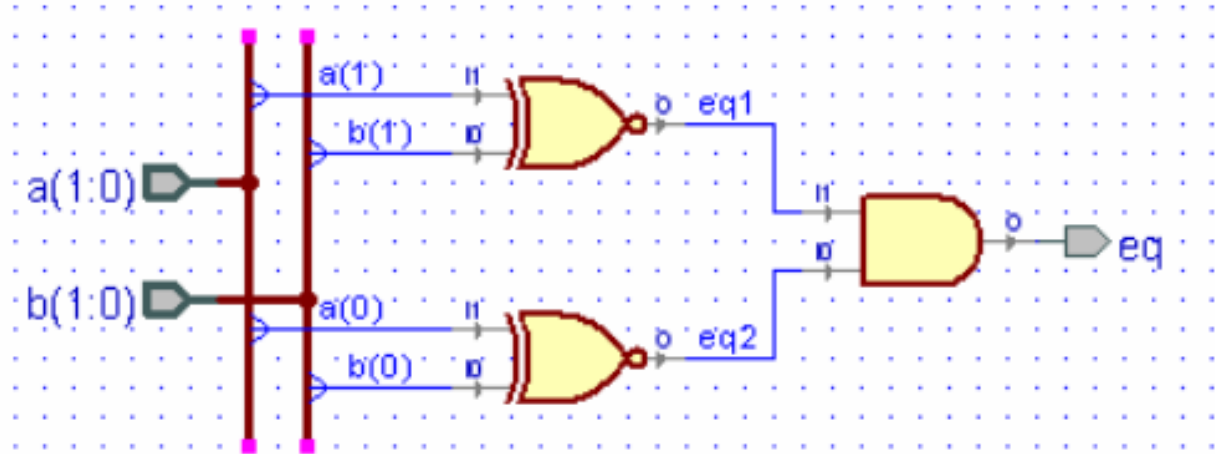 a(1)
I1
b(1)
I0
O
eq1
a(1:0)
I1
I0
O
eq
b(1:0)
a(0)
I1
b(0)
I0
O
eq2